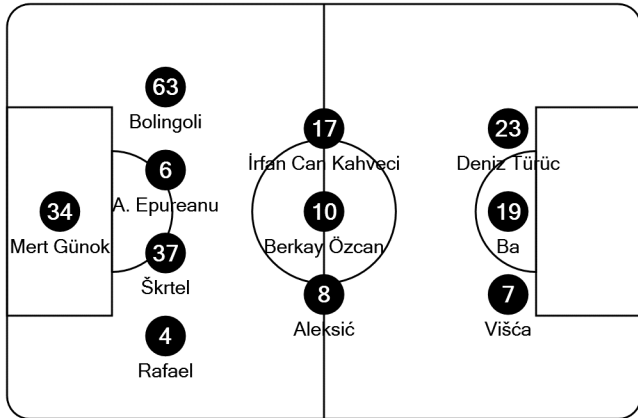 63
Bolingoli
17
İrfan Can Kahveci
23
Deniz Türüc
6
A. Epureanu
34
Mert Günok
10
Berkay Özcan
19
Ba
37
Škrtel
8
Aleksić
7
Višća
4
Rafael